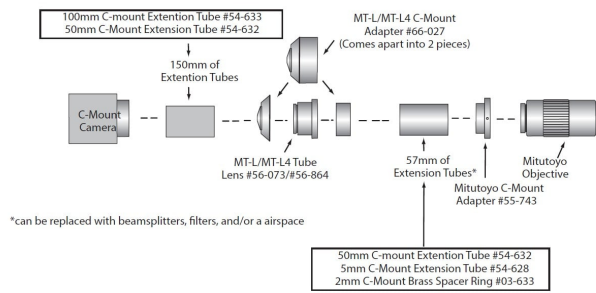 100mm C-mount Extention Tube #54-633
50mm C-mount Extension Tube #54-632
MT-L/MT-L4 C-Mount
Adapter #66-027
(Comes apart into 2 pieces)
150mm of
Extention Tubes
C-Mount
Camera
MT-L/MT-L4 Tube
Lens #56-073/#56-864
57mm of
Extension Tubes*
Mitutoyo C-Mount
Adapter #55-743
Mitutoyo
Objective
*can be replaced with beamsplitters, filters, and/or a airspace
50mm C-mount Extention Tube #54-632
5mm C-Mount Extension Tube #54-628
2mm C-Mount Brass Spacer Ring #03-633